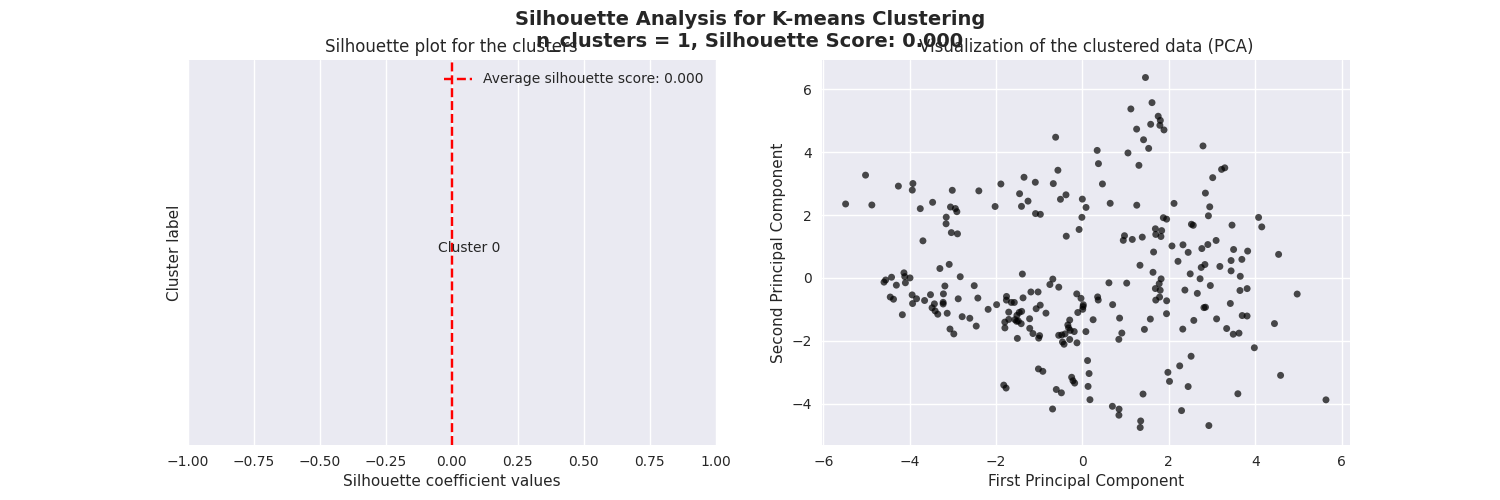 Silhouette Analysis for K-means Clustering
n_clusters = 1, Silhouette Score: 0.000
Silhouette plot for the clusters
Visualization of the clustered data (PCA)
Average silhouette score: 0.000
Cluster label
Cluster 0
−1.00 −0.75 −0.50 −0.25 0.00 0.25 0.50 0.75 1.00
Silhouette coefficient values
Second Principal Component
6
4
2
0
−2
−4
−6 −4 −2 0 2 4 6
First Principal Component